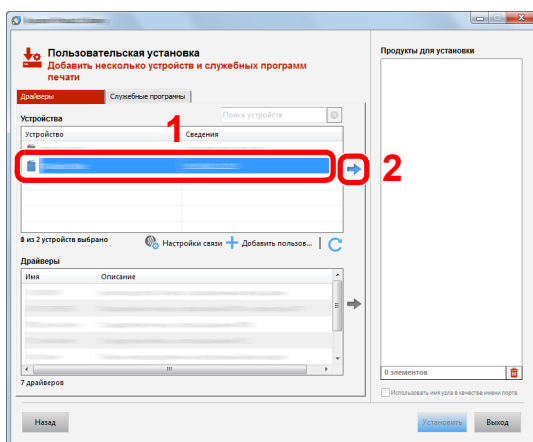 Пользовательская установка
Добавить несколько устройств и служебных программ
печати
Продукты для установки
Драйверы
Служебные программы
Устройства
Поиск устройств
1
Устройство
Сведения
2
из 2 устройств выбрано
Настройки связи
Добавить пользов...
Драйверы
Имя
Описание
7 драйверов
0 элементов
Использовать имя узла в качестве имени порта
Назад
Установить
Выход